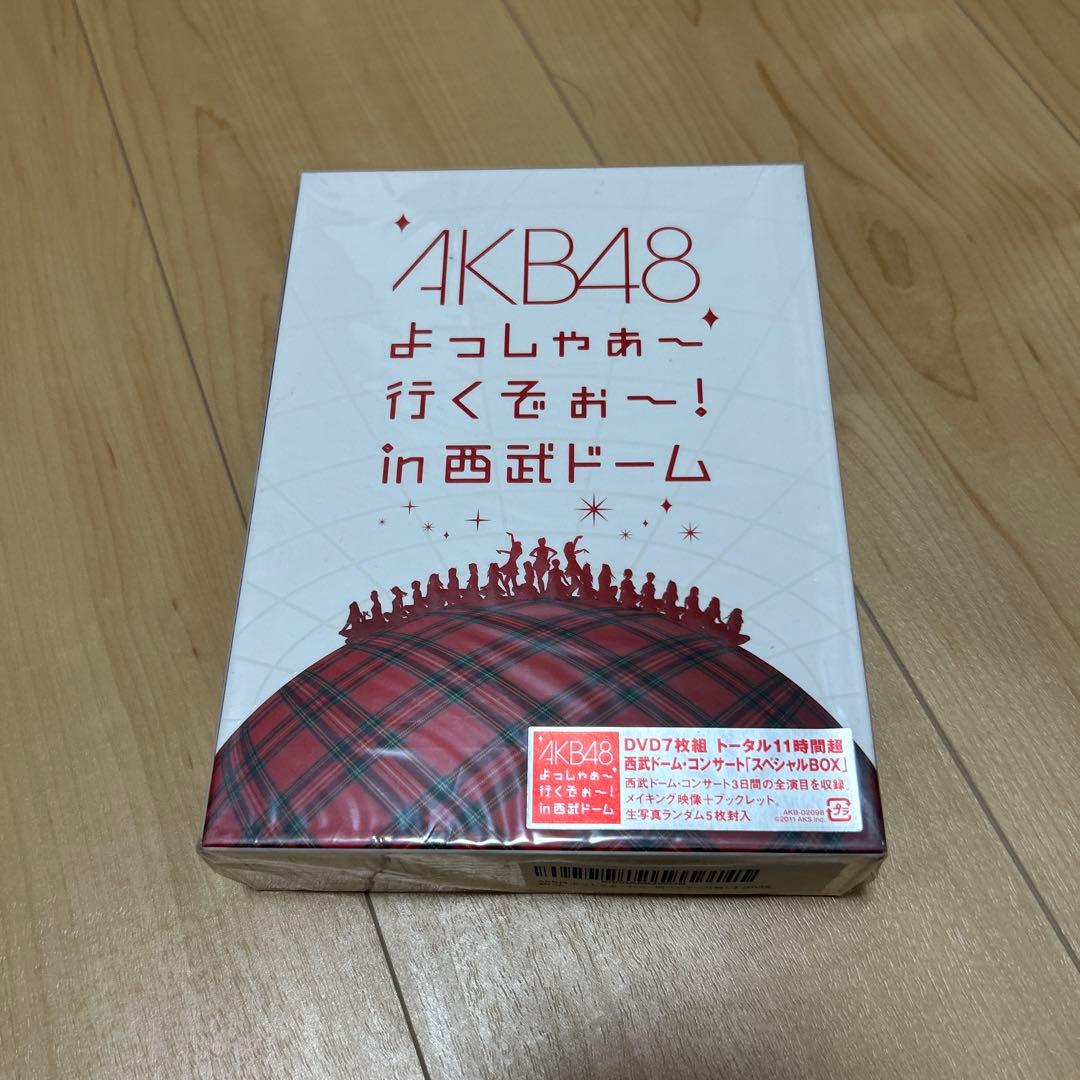 AKB48
よっしゃぁ～
行くぞぉ～!
in 西武ドーム
AKB48
よっしゃぁ～
行くぞぉ～!
in 西武ドーム
DVD7枚組 トータル11時間超
西武ドーム・コンサート「スペシャルBOX」
西武ドーム・コンサート3日間の全演目を収録。
メイキング映像+ブックレット。
生写真ランダム5枚封入
AKB-D2098
©2011 AKS Inc.
プラ